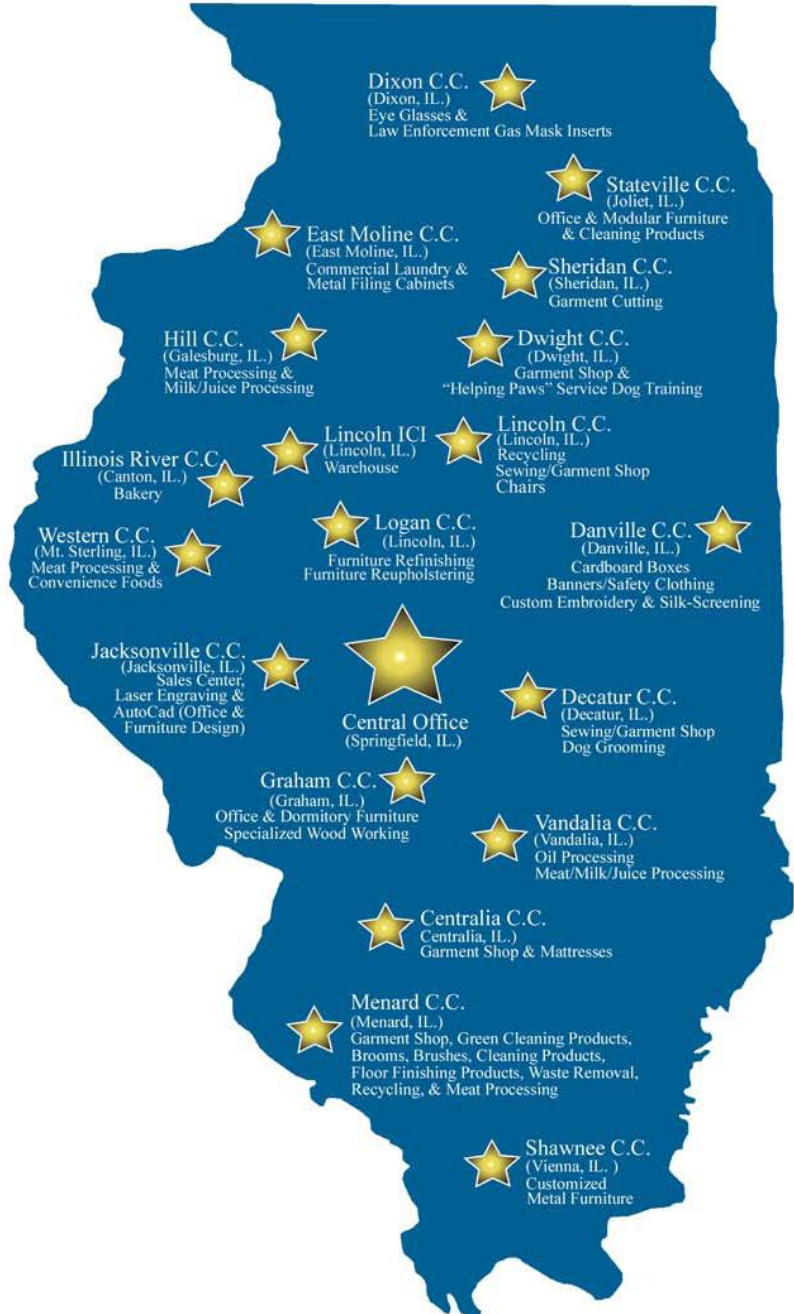 Dixon C.C.
(Dixon, IL.)
Eye Glasses &
Law Enforcement Gas Mask Inserts
Stateville C.C.
(Joliet, IL.)
Office & Modular Furniture
& Cleaning Products
East Moline C.C.
(East Moline, IL.)
Commercial Laundry &
Metal Filing Cabinets
Sheridan C.C.
(Sheridan, IL.)
Garment Cutting
Hill C.C.
(Galesburg, IL.)
Meat Processing &
Milk/Juice Processing
Dwight C.C.
(Dwight, IL.)
Garment Shop &
“Helping Paws” Service Dog Training
Lincoln ICI
(Lincoln, IL.)
Warehouse
Lincoln C.C.
(Lincoln, IL.)
Recycling
Sewing/Garment Shop
Chairs
Illinois River C.C.
(Canton, IL.)
Bakery
Western C.C.
(Mt. Sterling, IL.)
Meat Processing &
Convenience Foods
Logan C.C.
(Lincoln, IL.)
Furniture Refinishing
Furniture Reupholstering
Danville C.C.
(Danville, IL.)
Cardboard Boxes
Banners/Safety Clothing
Custom Embroidery & Silk-Screening
Jacksonville C.C.
(Jacksonville, IL.)
Sales Center,
Laser Engraving &
AutoCad (Office &
Furniture Design)
Central Office
(Springfield, IL.)
Decatur C.C.
(Decatur, IL.)
Sewing/Garment Shop
Dog Grooming
Graham C.C.
(Graham, IL.)
Office & Dormitory Furniture
Specialized Wood Working
Vandalia C.C.
(Vandalia, IL.)
Oil Processing
Meat/Milk/Juice Processing
Centralia C.C.
Centralia, IL.)
Garment Shop & Mattresses
Menard C.C.
(Menard, IL.)
Garment Shop, Green Cleaning Products,
Brooms, Brushes, Cleaning Products,
Floor Finishing Products, Waste Removal,
Recycling, & Meat Processing
Shawnee C.C.
(Vienna, IL. )
Customized
Metal Furniture